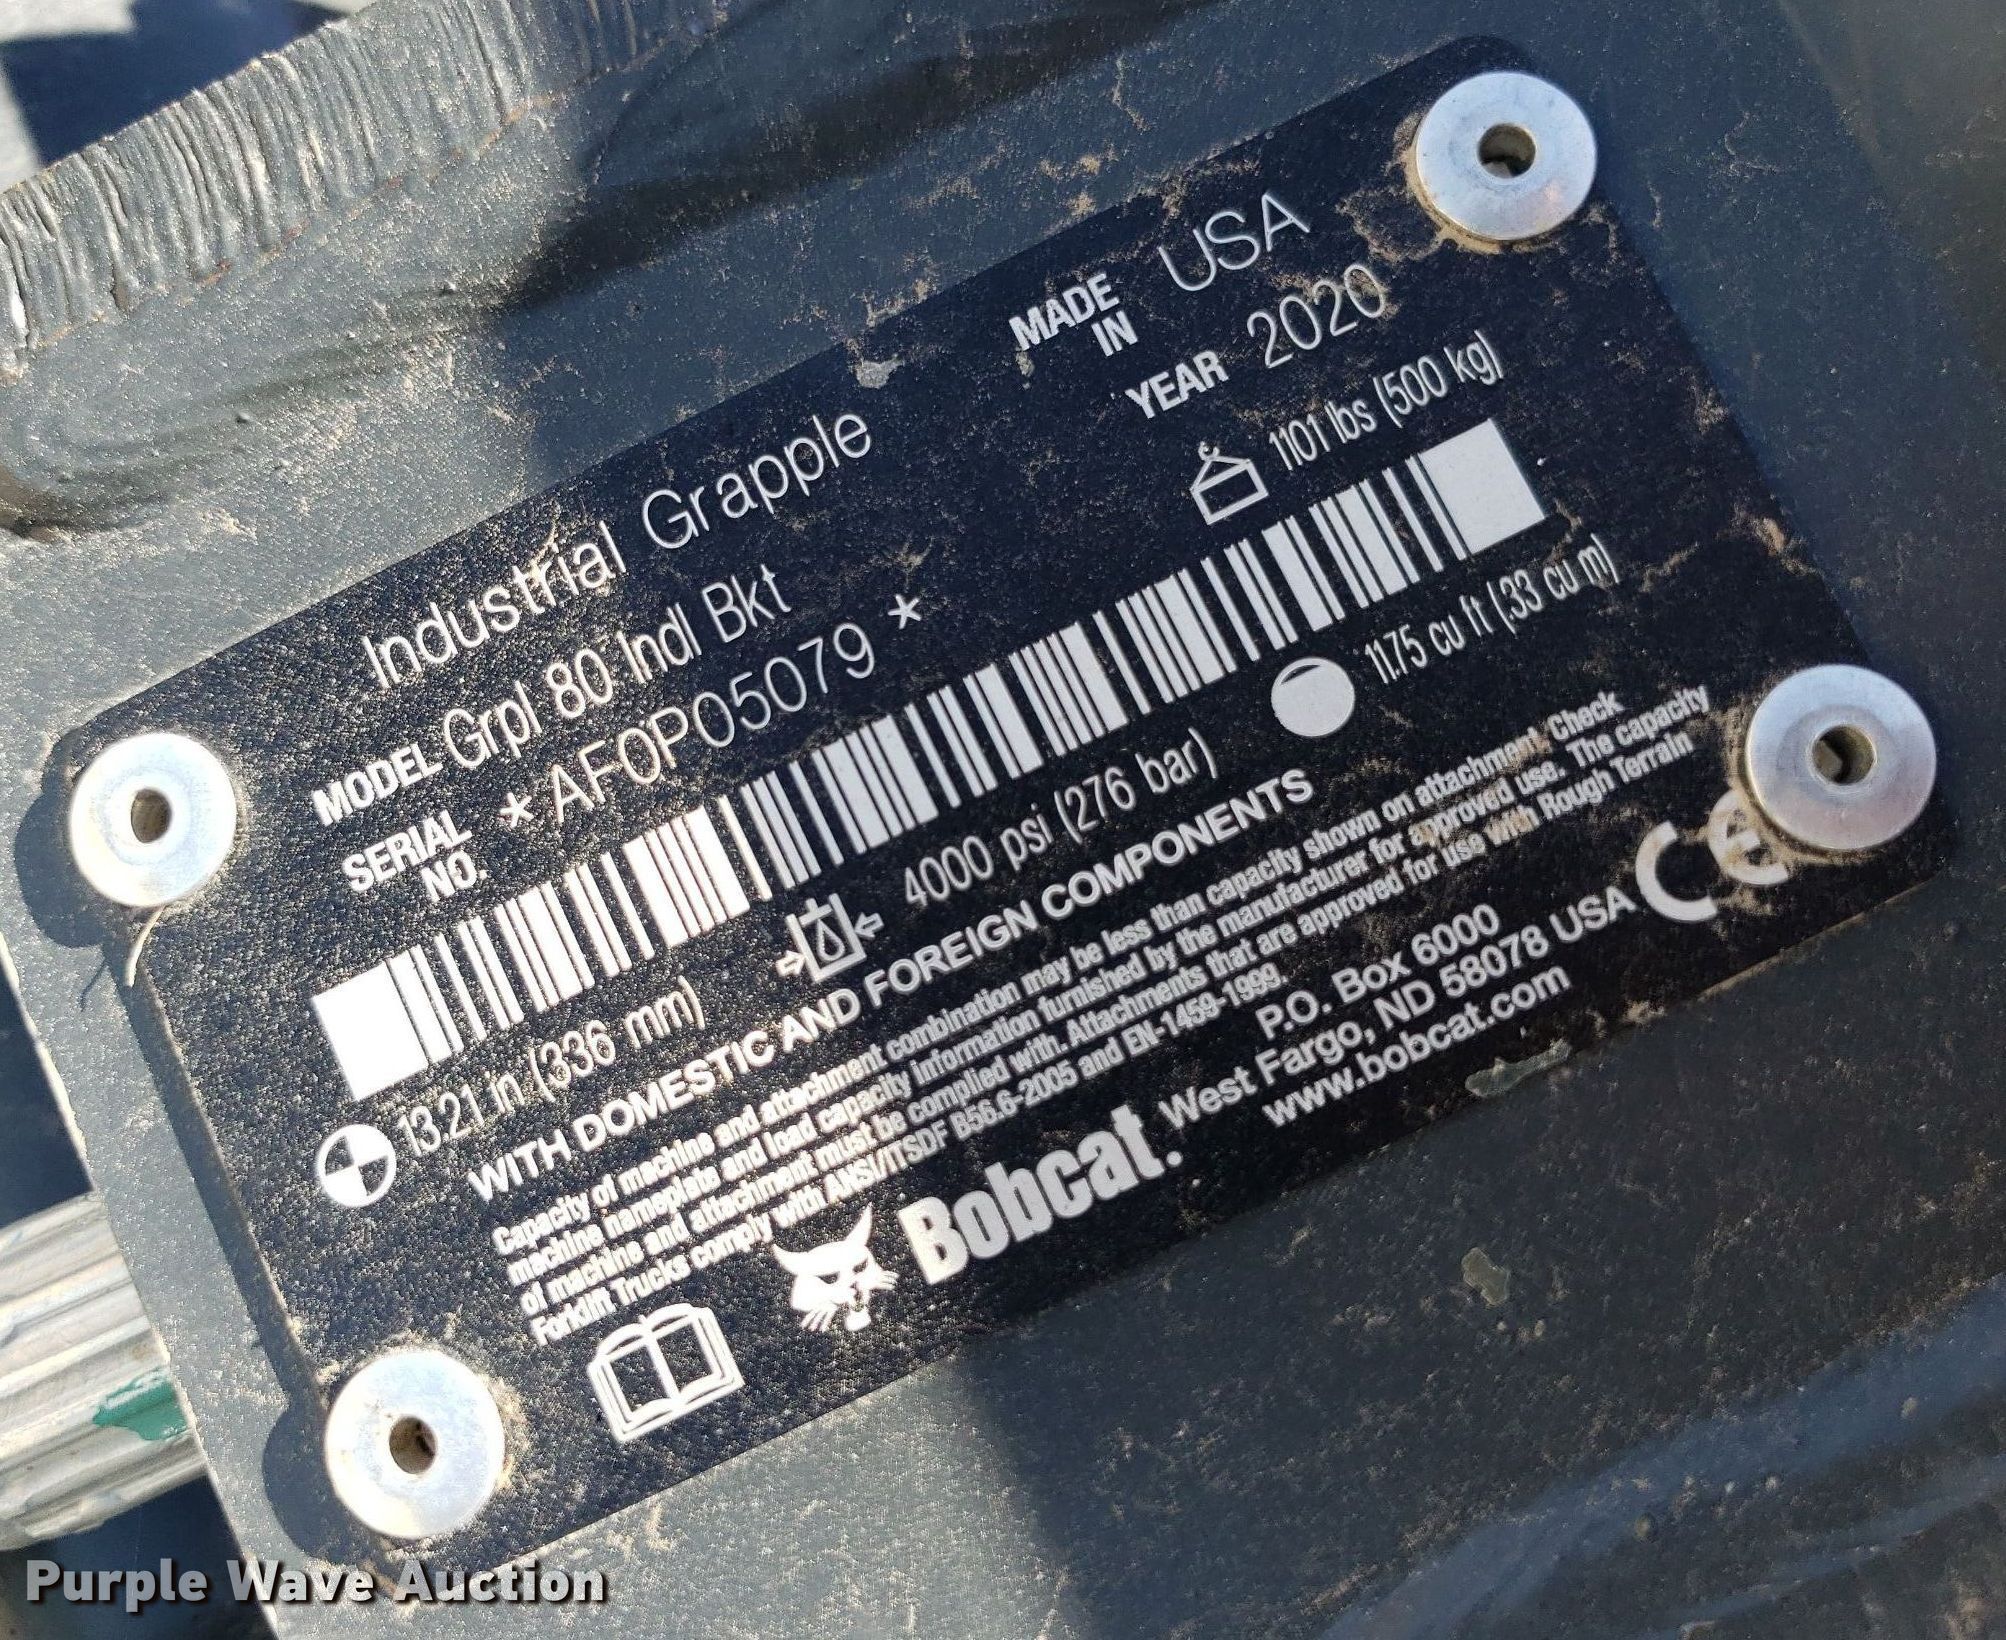 Industrial Grapple
MADE IN USA
MODEL Grpl 80 Indl Bkt
YEAR 2020
SERIAL NO. *AF0P05079*
1101 lbs (500 kg)
13.21 in (336 mm)
4000 psi (276 bar)
11.75 cu ft (.33 cu m)
WITH DOMESTIC AND FOREIGN COMPONENTS
Capacity of machine and attachment combination may be less than capacity shown on attachment. Check
machine nameplate and load capacity information furnished by the manufacturer for approved use. The capacity
of machine and attachment must be complied with. Attachments that are approved for use with Rough Terrain
Forklift Trucks comply with ANSI/ITSDF B56.6-2005 and EN-1459-1999.
Bobcat.
P.O. Box 6000
West Fargo, ND 58078 USA
www.bobcat.com
CE
Purple Wave Auction